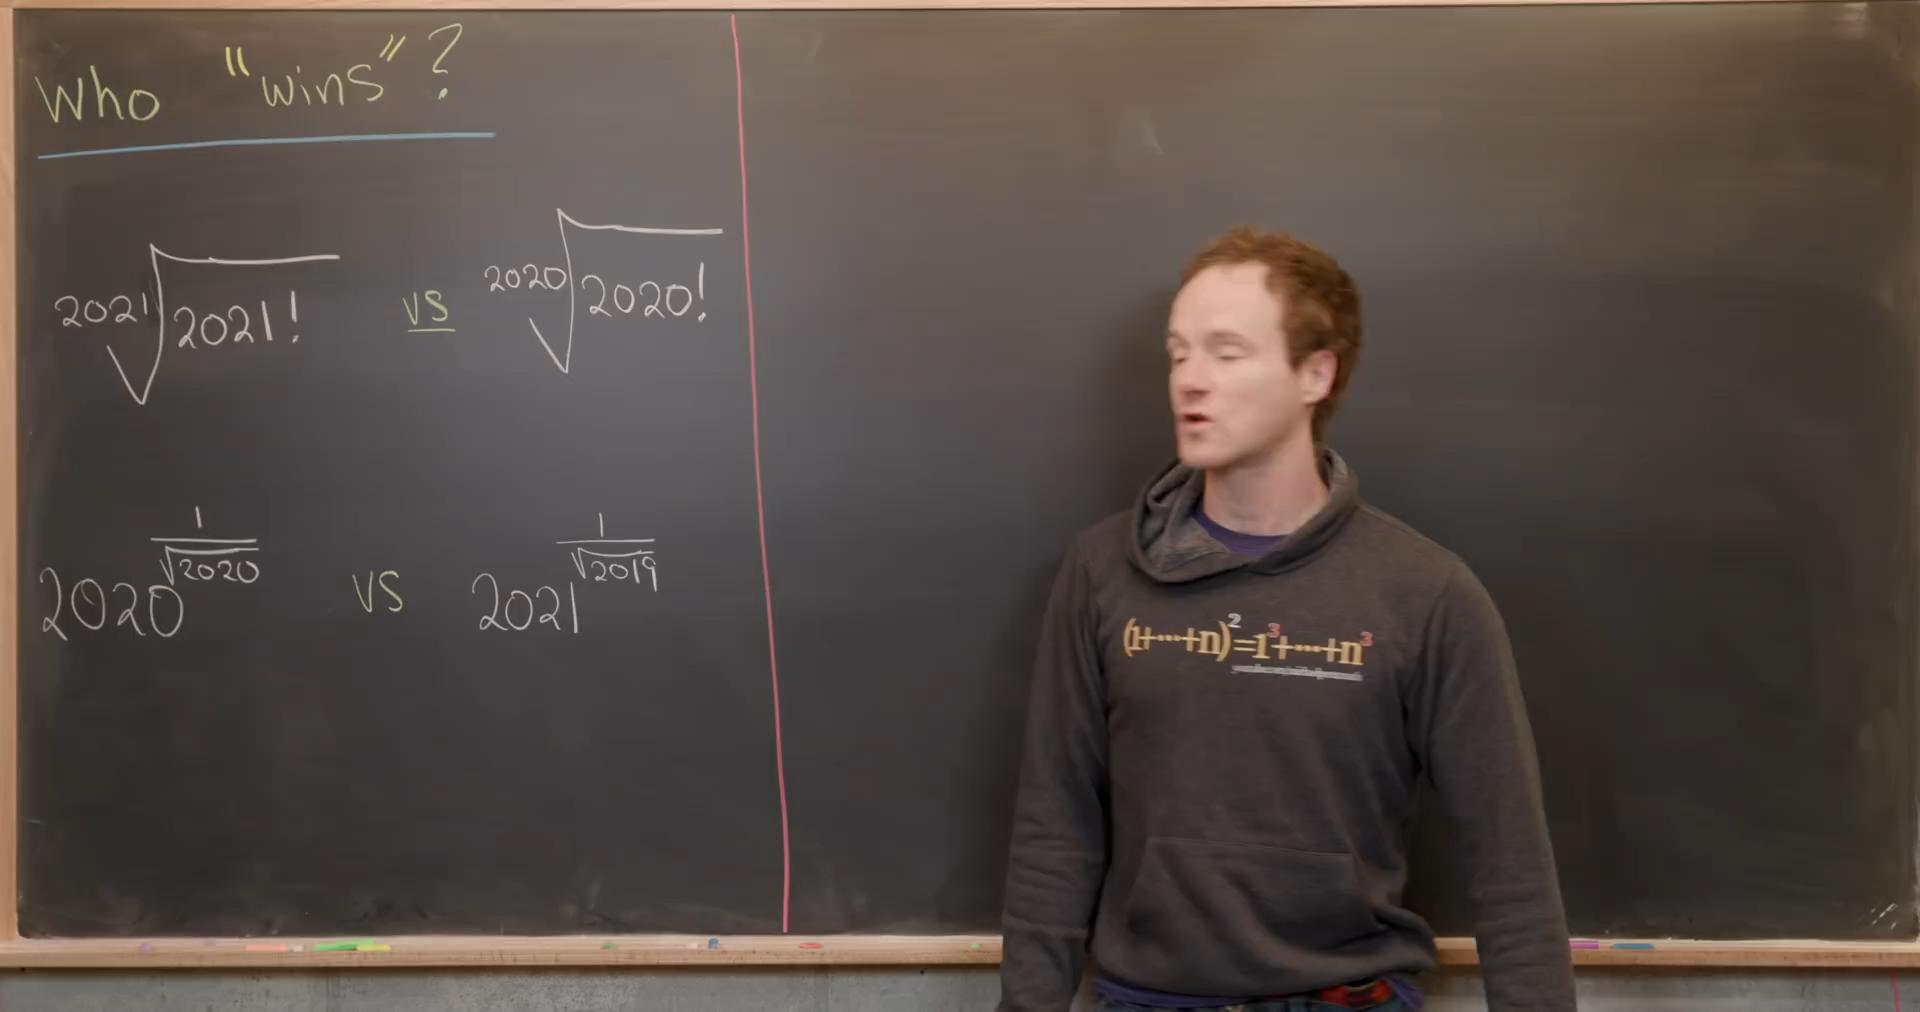 Who "wins"?
2021√2021! vs 2020√2020!
2020^(1/√2020) vs 2021^(1/√2019)
(1+···+n)²=1³+···+n³